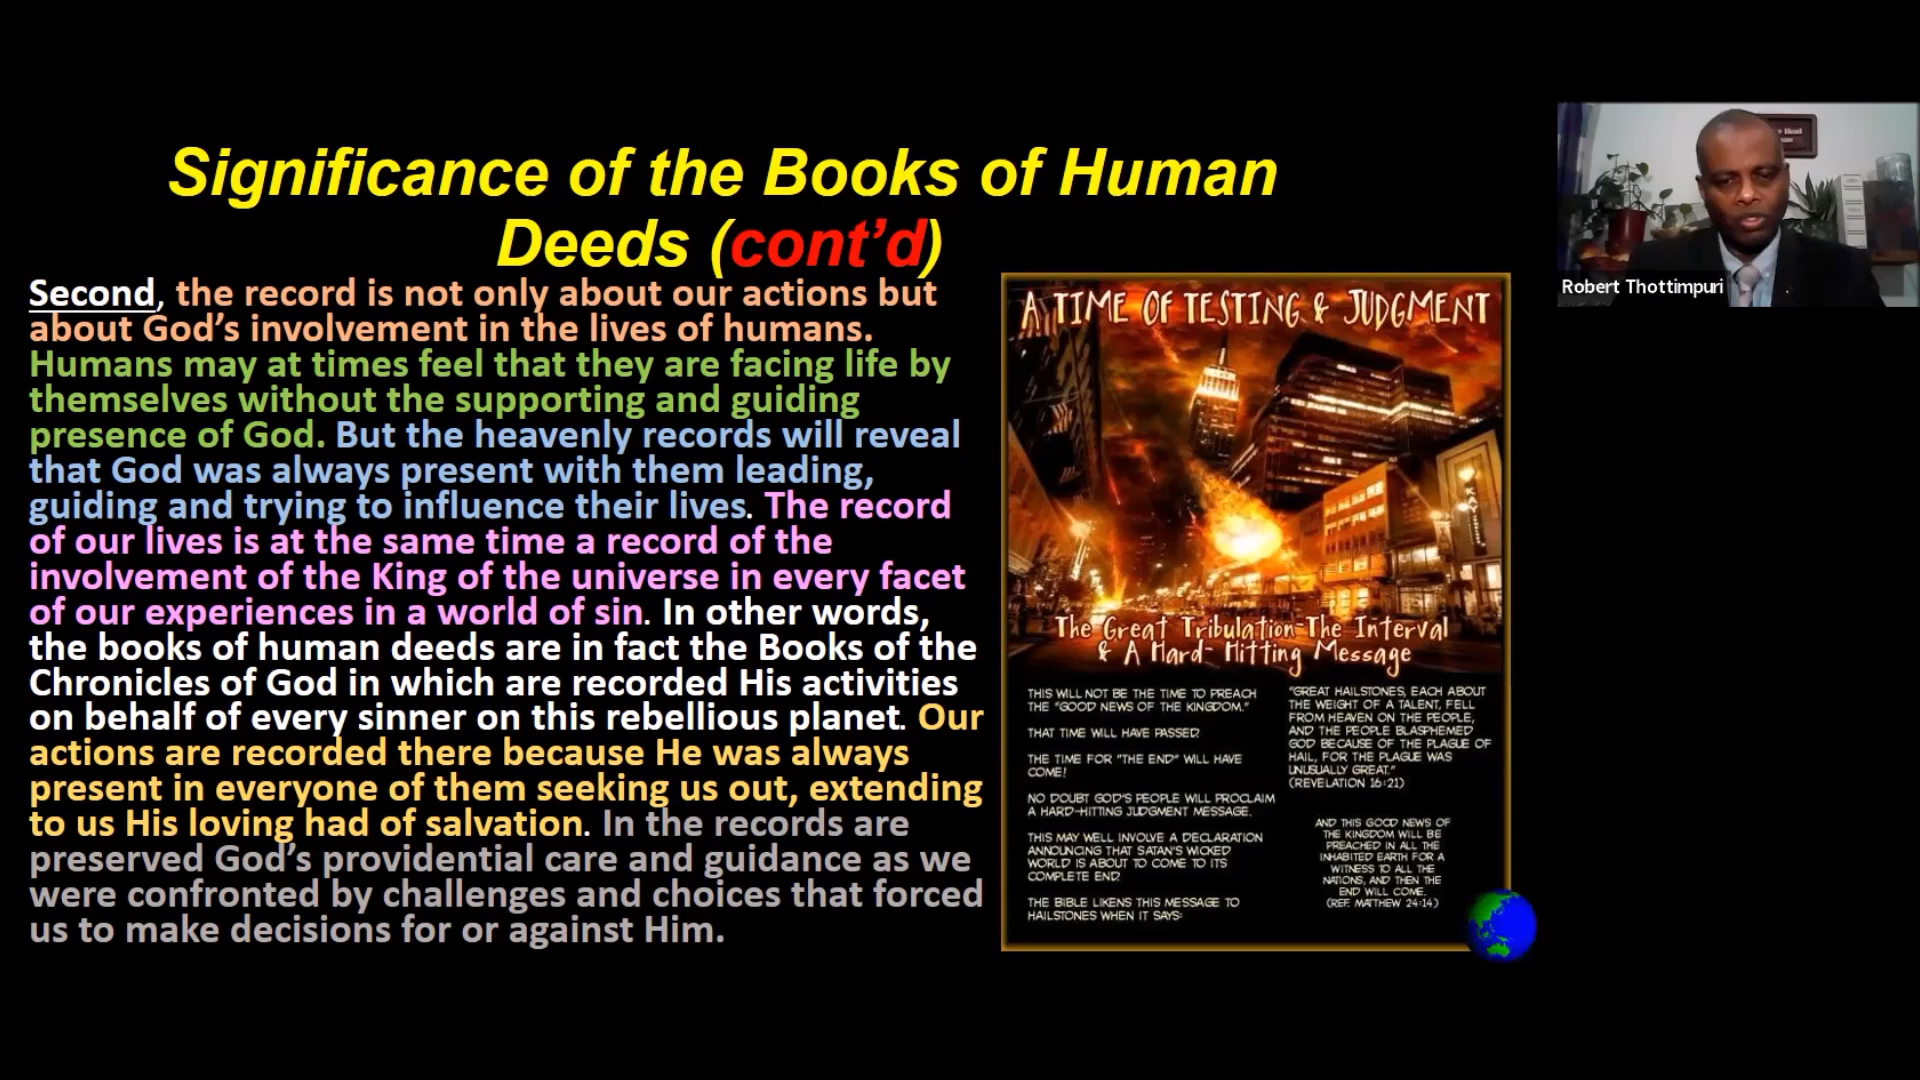 Significance of the Books of Human
Deeds (cont’d)
Second, the record is not only about our actions but
about God’s involvement in the lives of humans.
Humans may at times feel that they are facing life by
themselves without the supporting and guiding
presence of God. But the heavenly records will reveal
that God was always present with them leading,
guiding and trying to influence their lives. The record
of our lives is at the same time a record of the
involvement of the King of the universe in every facet
of our experiences in a world of sin. In other words,
the books of human deeds are in fact the Books of the
Chronicles of God in which are recorded His activities
on behalf of every sinner on this rebellious planet. Our
actions are recorded there because He was always
present in everyone of them seeking us out, extending
to us His loving had of salvation. In the records are
preserved God’s providential care and guidance as we
were confronted by challenges and choices that forced
us to make decisions for or against Him.
A TIME OF TESTING & JUDGMENT
The Great Tribulation-The Interval
& A Hard- Hitting Message
THIS WILL NOT BE THE TIME TO PREACH
THE "GOOD NEWS OF THE KINGDOM."
THAT TIME WILL HAVE PASSED.
THE TIME FOR "THE END" WILL HAVE
COME!
NO DOUBT GOD'S PEOPLE WILL PROCLAIM
A HARD-HITTING JUDGMENT MESSAGE.
THIS MAY WELL INVOLVE A DECLARATION
ANNOUNCING THAT SATAN'S WICKED
WORLD IS ABOUT TO COME TO ITS
COMPLETE END.
THE BIBLE LIKENS THIS MESSAGE TO
HAILSTONES WHEN IT SAYS:
"GREAT HAILSTONES, EACH ABOUT
THE WEIGHT OF A TALENT, FELL
FROM HEAVEN ON THE PEOPLE,
AND THE PEOPLE BLASPHEMED
GOD BECAUSE OF THE PLAGUE OF
HAIL, FOR THE PLAGUE WAS
UNUSUALLY GREAT."
(REVELATION 16:21)
AND THIS GOOD NEWS OF
THE KINGDOM WILL BE
PREACHED IN ALL THE
INHABITED EARTH FOR A
WITNESS TO ALL THE
NATIONS, AND THEN THE
END WILL COME.
(REF. MATTHEW 24:14)
Robert Thottimpuri